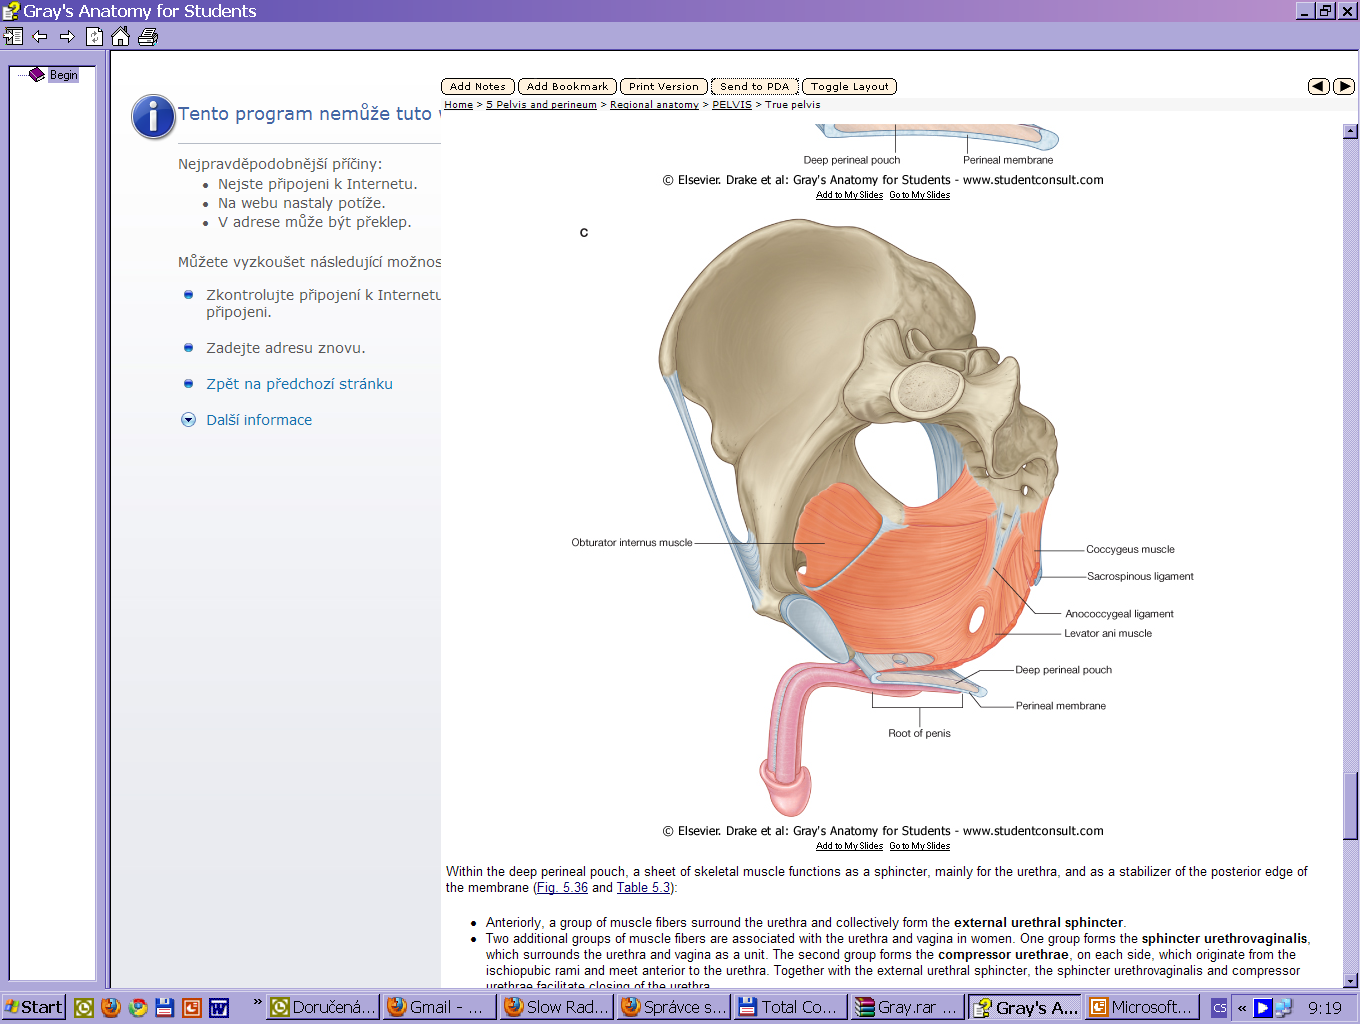 Gray's Anatomy for Students
Begin
Tento program nemůže tuto
Nejpravděpodobnější příčiny:
Nejste připojeni k Internetu.
Na webu nastaly potíže.
V adrese může být překlep.
Můžete vyzkoušet následující možnos
Zkontrolujte připojení k Internetu
připojeni.
Zadejte adresu znovu.
Zpět na předchozí stránku
Další informace
Add Notes Add Bookmark Print Version Send to PDA Toggle Layout
Home > 5 Pelvis and perineum > Regional anatomy > PELVIS > True pelvis
Deep perineal pouch Perineal membrane
© Elsevier. Drake et al: Gray's Anatomy for Students - www.studentconsult.com
Add to My Slides Go to My Slides
C
Obturator internus muscle
Coccygeus muscle
Sacrospinous ligament
Anococcygeal ligament
Levator ani muscle
Deep perineal pouch
Perineal membrane
Root of penis
© Elsevier. Drake et al: Gray's Anatomy for Students - www.studentconsult.com
Add to My Slides Go to My Slides
Within the deep perineal pouch, a sheet of skeletal muscle functions as a sphincter, mainly for the urethra, and as a stabilizer of the posterior edge of
the membrane (Fig. 5.36 and Table 5.3):
Anteriorly, a group of muscle fibers surround the urethra and collectively form the external urethral sphincter.
Two additional groups of muscle fibers are associated with the urethra and vagina in women. One group forms the sphincter urethrovaginalis,
which surrounds the urethra and vagina as a unit. The second group forms the compressor urethrae, on each side, which originate from the
ischiopubic rami and meet anterior to the urethra. Together with the external urethral sphincter, the sphincter urethrovaginalis and compressor
urethrae facilitate closing of the urethra.
Start » Doručená... Gmail - ... Slow Rad... Správce s... Total Co... Gray.rar ... Gray's A... Microsoft... CS « 9:19